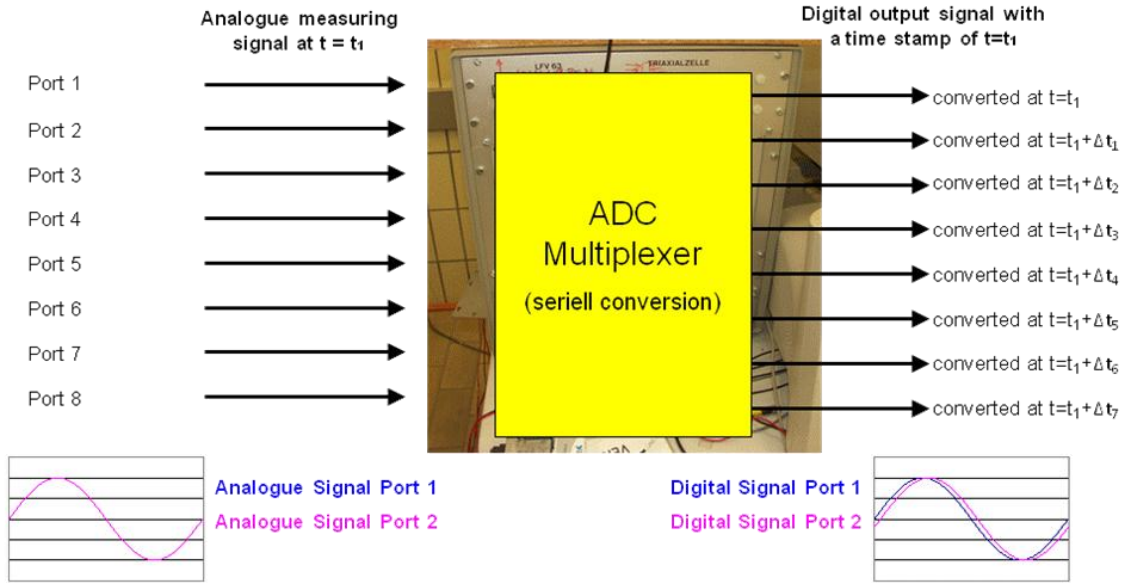 Analogue measuring
signal at t = t1
Digital output signal with
a time stamp of t=t1
Port 1
Port 2
Port 3
Port 4
Port 5
Port 6
Port 7
Port 8
LFV 63
TRIAXIALZELLE
ADC
Multiplexer
(seriell conversion)
converted at t=t1
converted at t=t1+Δt1
converted at t=t1+Δt2
converted at t=t1+Δt3
converted at t=t1+Δt4
converted at t=t1+Δt5
converted at t=t1+Δt6
converted at t=t1+Δt7
Analogue Signal Port 1
Analogue Signal Port 2
Digital Signal Port 1
Digital Signal Port 2